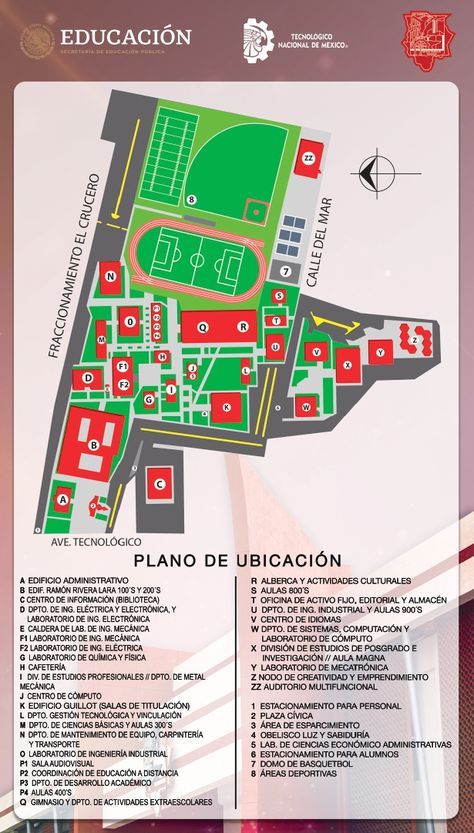 EDUCACIÓN
SECRETARÍA DE EDUCACIÓN PÚBLICA
TECNOLÓGICO
NACIONAL DE MÉXICO
FRACCIONAMIENTO EL CRUCERO
CALLE DEL MAR
ZZ
8
7
N
O
M
Q
R
S
T
U
V
X
Y
Z
H
F1
F2
D
G
I
J
L
K
W
B
A
C
AVE. TECNOLÓGICO
PLANO DE UBICACIÓN
A EDIFICIO ADMINISTRATIVO
B EDIF. RAMÓN RIVERA LARA 100´S Y 200´S
C CENTRO DE INFORMACIÓN (BIBLIOTECA)
D DPTO. DE ING. ELÉCTRICA Y ELECTRÓNICA, Y
LABORATORIO DE ING. ELECTRÓNICA
E CALDERA DE LAB. DE ING. MECÁNICA
F1 LABORATORIO DE ING. MECÁNICA
F2 LABORATORIO DE ING. ELÉCTRICA
G LABORATORIO DE QUÍMICA Y FÍSICA
H CAFETERÍA
I DIV. DE ESTUDIOS PROFESIONALES // DPTO. DE METAL
MECÁNICA
J CENTRO DE CÓMPUTO
K EDIFICIO GUILLOT (SALAS DE TITULACIÓN)
L DPTO. GESTIÓN TECNOLÓGICA Y VINCULACIÓN
M DPTO. DE CIENCIAS BÁSICAS Y AULAS 300´S
N DPTO. DE MANTENIMIENTO DE EQUIPO, CARPINTERÍA
Y TRANSPORTE
O LABORATORIO DE INGENIERÍA INDUSTRIAL
P1 SALA AUDIOVISUAL
P2 COORDINACIÓN DE EDUCACIÓN A DISTANCIA
P3 DPTO. DE DESARROLLO ACADÉMICO
P4 AULAS 400´S
Q GIMNASIO Y DPTO. DE ACTIVIDADES EXTRAESCOLARES
R ALBERCA Y ACTIVIDADES CULTURALES
S AULAS 800´S
T OFICINA DE ACTIVO FIJO, EDITORIAL Y ALMACÉN
U DPTO. DE ING. INDUSTRIAL Y AULAS 900´S
V CENTRO DE IDIOMAS
W DPTO. DE SISTEMAS, COMPUTACIÓN Y
LABORATORIO DE CÓMPUTO
X DIVISIÓN DE ESTUDIOS DE POSGRADO E
INVESTIGACIÓN // AULA MAGNA
Y LABORATORIO DE MECATRÓNICA
Z NODO DE CREATIVIDAD Y EMPRENDIMIENTO
ZZ AUDITORIO MULTIFUNCIONAL
1 ESTACIONAMIENTO PARA PERSONAL
2 PLAZA CÍVICA
3 ÁREA DE ESPARCIMIENTO
4 OBELISCO LUZ Y SABIDURÍA
5 LAB. DE CIENCIAS ECONÓMICO ADMINISTRATIVAS
6 ESTACIONAMIENTO PARA ALUMNOS
7 DOMO DE BASQUETBOL
8 ÁREAS DEPORTIVAS